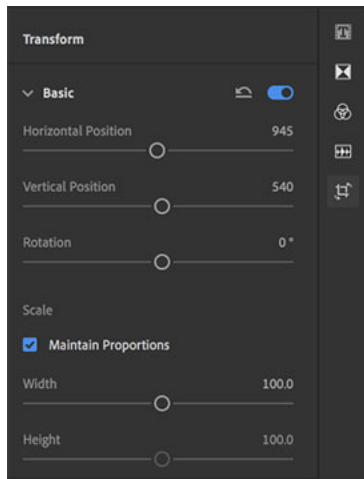 Transform
Basic
Horizontal Position 945
Vertical Position 540
Rotation 0 °
Scale
Maintain Proportions
Width 100.0
Height 100.0